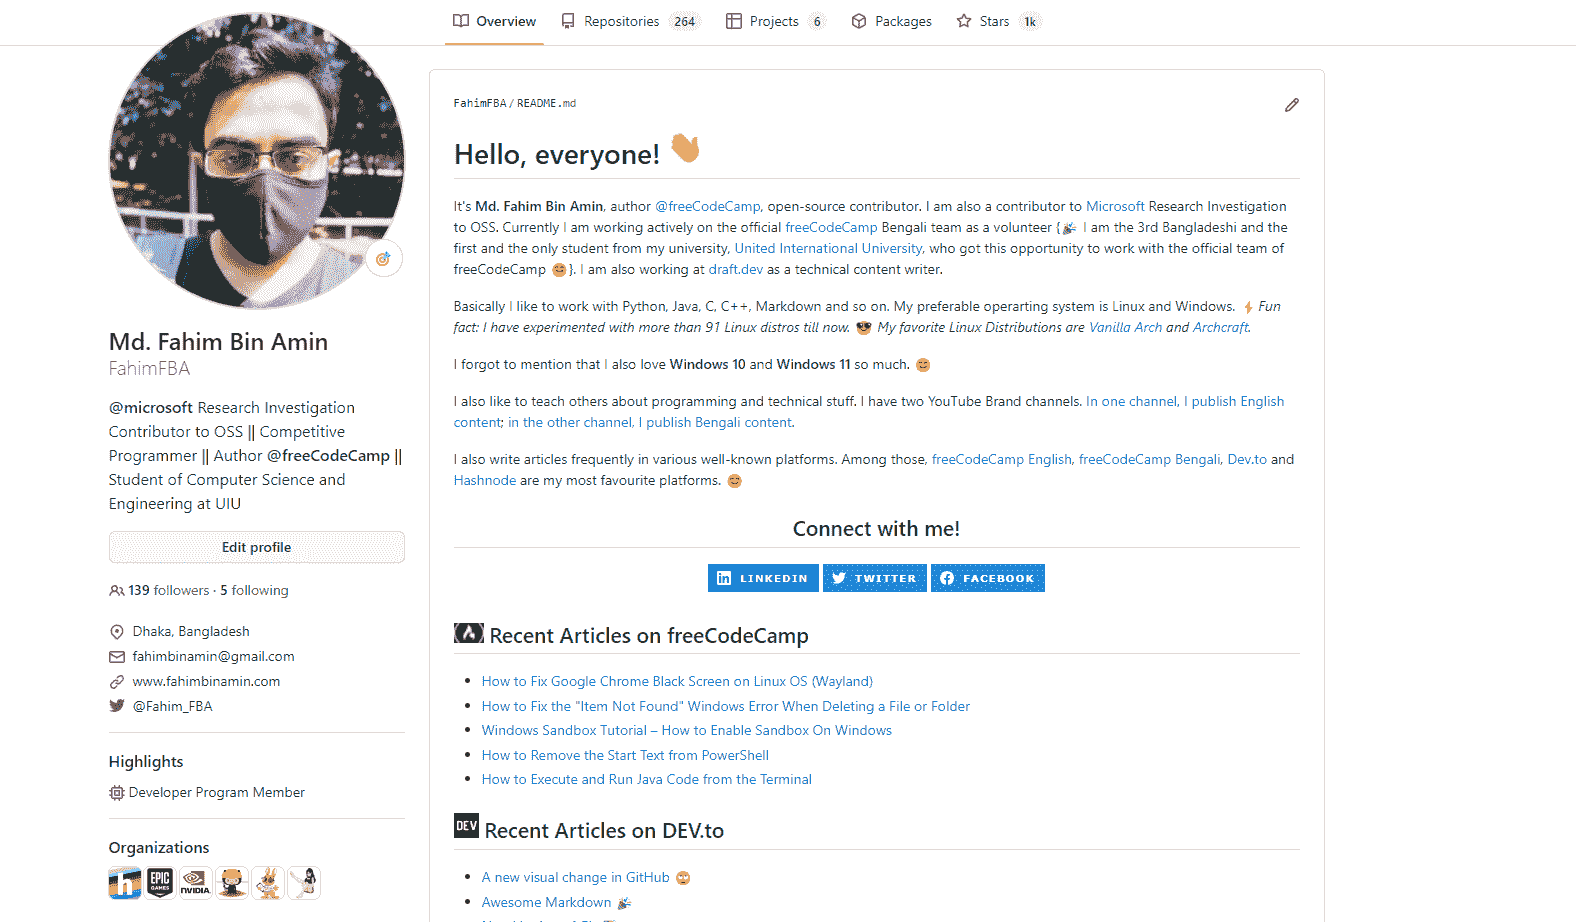 Overview Repositories 264 Projects 6 Packages Stars 1k
Md. Fahim Bin Amin
FahimFBA
@microsoft Research Investigation
Contributor to OSS || Competitive
Programmer || Author @freeCodeCamp ||
Student of Computer Science and
Engineering at UIU
Edit profile
139 followers · 5 following
Dhaka, Bangladesh
fahimbinamin@gmail.com
www.fahimbinamin.com
@Fahim_FBA
Highlights
Developer Program Member
Organizations
EPIC
GAMES
NVIDIA
FahimFBA/README.md
Hello, everyone! 👋
It's Md. Fahim Bin Amin, author @freeCodeCamp, open-source contributor. I am also a contributor to Microsoft Research Investigation
to OSS. Currently I am working actively on the official freeCodeCamp Bengali team as a volunteer {🎉 I am the 3rd Bangladeshi and the
first and the only student from my university, United International University, who got this opportunity to work with the official team of
freeCodeCamp 😊}. I am also working at draft.dev as a technical content writer.
Basically I like to work with Python, Java, C, C++, Markdown and so on. My preferable operarting system is Linux and Windows. ⚡ Fun
fact: I have experimented with more than 91 Linux distros till now. 😎 My favorite Linux Distributions are Vanilla Arch and Archcraft.
I forgot to mention that I also love Windows 10 and Windows 11 so much. 😊
I also like to teach others about programming and technical stuff. I have two YouTube Brand channels. In one channel, I publish English
content; in the other channel, I publish Bengali content.
I also write articles frequently in various well-known platforms. Among those, freeCodeCamp English, freeCodeCamp Bengali, Dev.to and
Hashnode are my most favourite platforms. 😊
Connect with me!
LINKEDIN TWITTER FACEBOOK
Recent Articles on freeCodeCamp
• How to Fix Google Chrome Black Screen on Linux OS {Wayland}
• How to Fix the "Item Not Found" Windows Error When Deleting a File or Folder
• Windows Sandbox Tutorial – How to Enable Sandbox On Windows
• How to Remove the Start Text from PowerShell
• How to Execute and Run Java Code from the Terminal
DEV Recent Articles on DEV.to
• A new visual change in GitHub 🙄
• Awesome Markdown 🎉